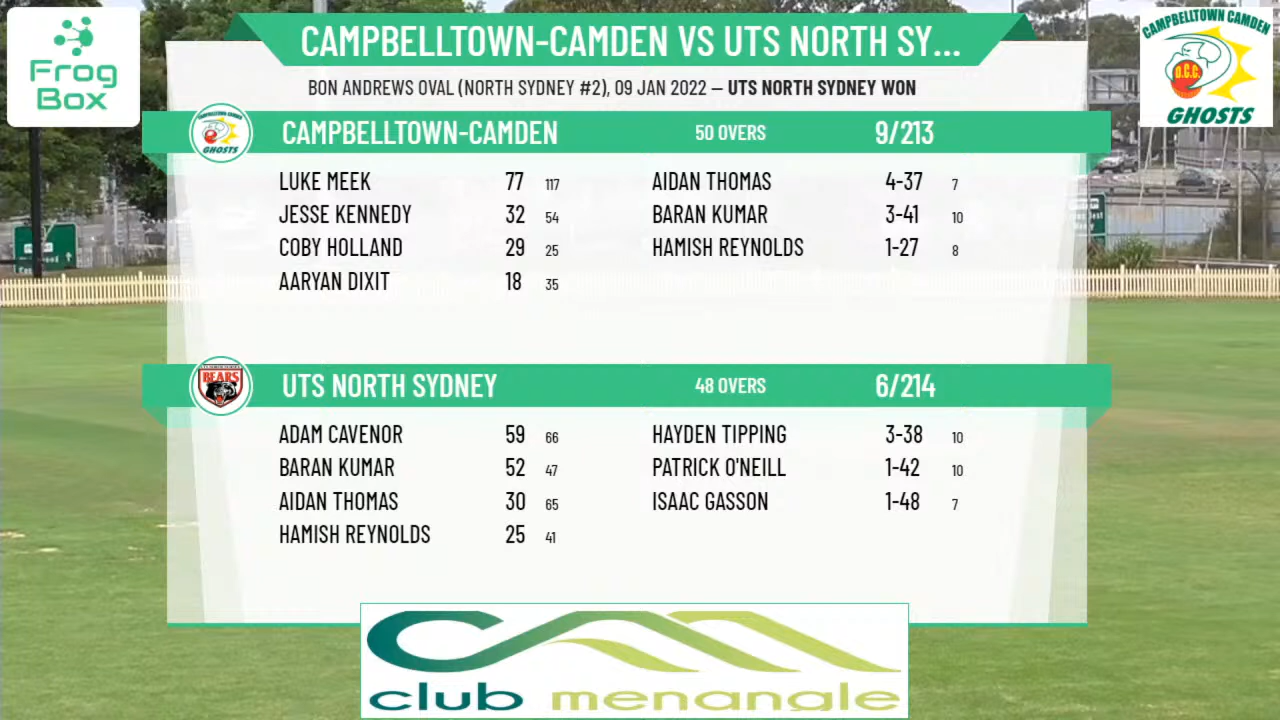 Frog
Box
CAMPBELLTOWN-CAMDEN VS UTS NORTH SY...
CAMPBELLTOWN CAMDEN
D.C.C.
GHOSTS
BON ANDREWS OVAL (NORTH SYDNEY #2), 09 JAN 2022 – UTS NORTH SYDNEY WON
CAMPBELLTOWN-CAMDEN 50 OVERS 9/213
GHOSTS
LUKE MEEK 77 117 AIDAN THOMAS 4-37 7
JESSE KENNEDY 32 54 BARAN KUMAR 3-41 10
COBY HOLLAND 29 25 HAMISH REYNOLDS 1-27 8
AARYAN DIXIT 18 35
BEARS
UTS NORTH SYDNEY 48 OVERS 6/214
ADAM CAVENOR 59 66 HAYDEN TIPPING 3-38 10
BARAN KUMAR 52 47 PATRICK O'NEILL 1-42 10
AIDAN THOMAS 30 65 ISAAC GASSON 1-48 7
HAMISH REYNOLDS 25 41
club menangle